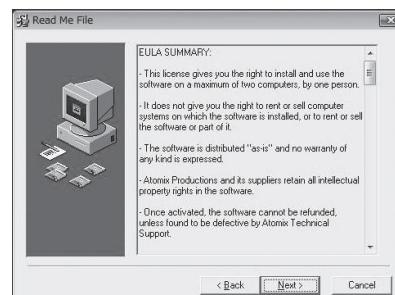 Read Me File
EULA SUMMARY:
- This license gives you the right to install and use the
software on a maximum of two computers, by one person.
- It does not give you the right to rent or sell computer
systems on which the software is installed, or to rent or sell
the software or part of it.
- The software is distributed "as-is" and no warranty of
any kind is expressed.
- Atomix Productions and its suppliers retain all intellectual
property rights in the software.
- Once activated, the software cannot be refunded,
unless found to be defective by Atomix Technical
Support.
< Back Next > Cancel